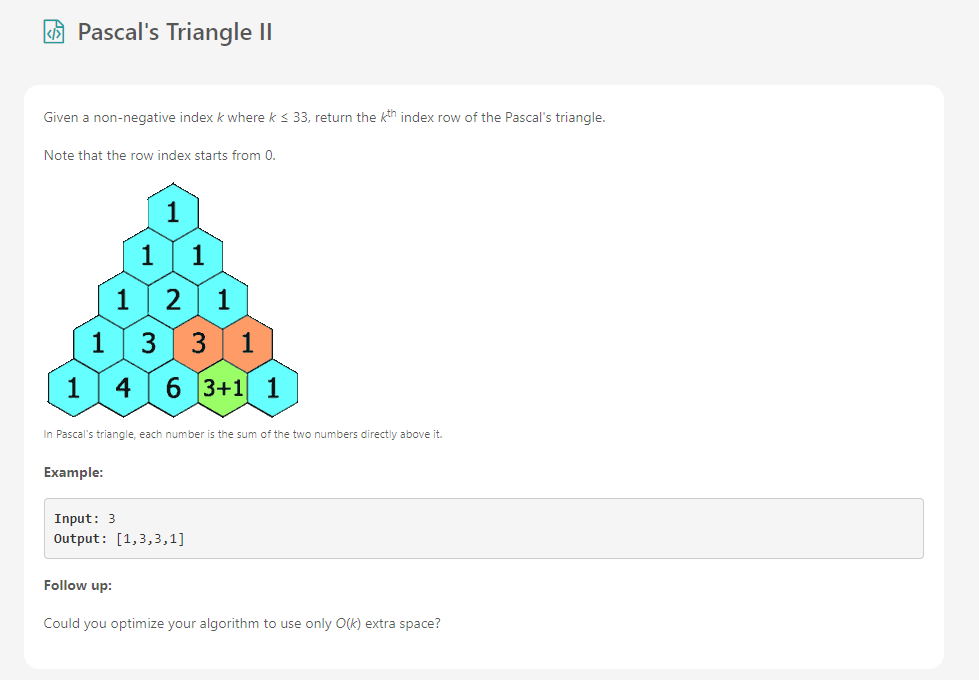 Pascal's Triangle II
Given a non-negative index k where k ≤ 33, return the kth index row of the Pascal's triangle.
Note that the row index starts from 0.
1
1 1
1 2 1
1 3 3 1
1 4 6 3+1 1
In Pascal's triangle, each number is the sum of the two numbers directly above it.
Example:
Input: 3
Output: [1,3,3,1]
Follow up:
Could you optimize your algorithm to use only O(k) extra space?